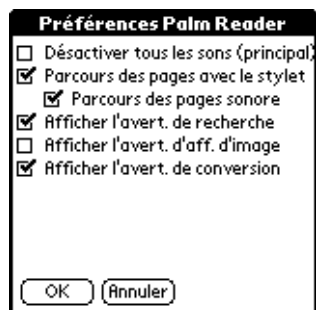 Préférences Palm Reader
Désactiver tous les sons (principal)
Parcours des pages avec le stylet
Parcours des pages sonore
Afficher l'avert. de recherche
Afficher l'avert. d'aff. d'image
Afficher l'avert. de conversion
OK Annuler